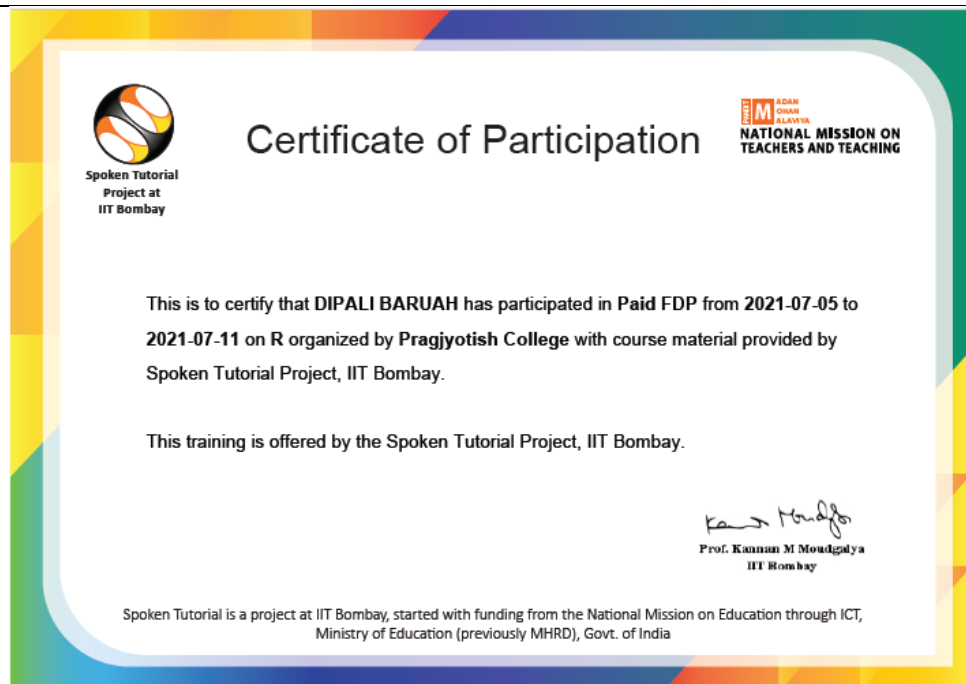 Spoken Tutorial
Project at
IIT Bombay
Certificate of Participation
PANDIT
MADAN
MOHAN
MALAVIYA
NATIONAL MISSION ON
TEACHERS AND TEACHING
This is to certify that DIPALI BARUAH has participated in Paid FDP from 2021-07-05 to
2021-07-11 on R organized by Pragjyotish College with course material provided by
Spoken Tutorial Project, IIT Bombay.
This training is offered by the Spoken Tutorial Project, IIT Bombay.
Prof. Kannan M Moudgalya
IIT Bombay
Spoken Tutorial is a project at IIT Bombay, started with funding from the National Mission on Education through ICT,
Ministry of Education (previously MHRD), Govt. of India